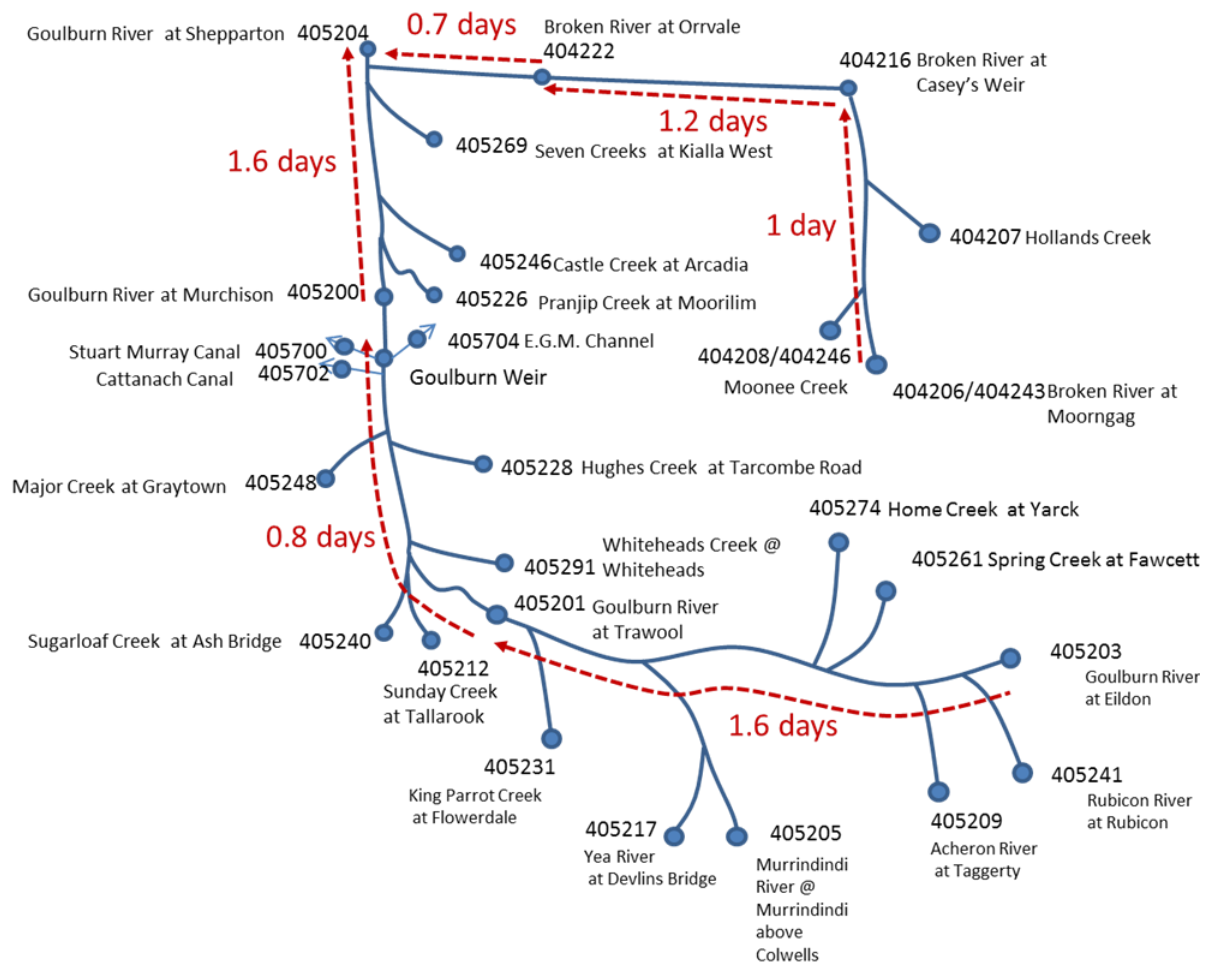 Goulburn River at Shepparton 405204
0.7 days
Broken River at Orrvale
404222
404216 Broken River at
Casey's Weir
1.2 days
405269 Seven Creeks at Kialla West
1.6 days
1 day
404207 Hollands Creek
405246 Castle Creek at Arcadia
Goulburn River at Murchison 405200
405226 Pranjip Creek at Moorilim
Stuart Murray Canal 405700
405704 E.G.M. Channel
Cattanach Canal 405702
Goulburn Weir
404208/404246
Moonee Creek
404206/404243 Broken River at
Moorngag
405228 Hughes Creek at Tarcombe Road
Major Creek at Graytown 405248
405274 Home Creek at Yarck
0.8 days
Whiteheads Creek @
405291 Whiteheads
405261 Spring Creek at Fawcett
405201 Goulburn River
at Trawool
Sugarloaf Creek at Ash Bridge 405240
405212
Sunday Creek
at Tallarook
405203
Goulburn River
at Eildon
1.6 days
405231
King Parrot Creek
at Flowerdale
405241
Rubicon River
at Rubicon
405217
Yea River
at Devlins Bridge
405205
Murrindindi
River @
Murrindindi
above
Colwells
405209
Acheron River
at Taggerty